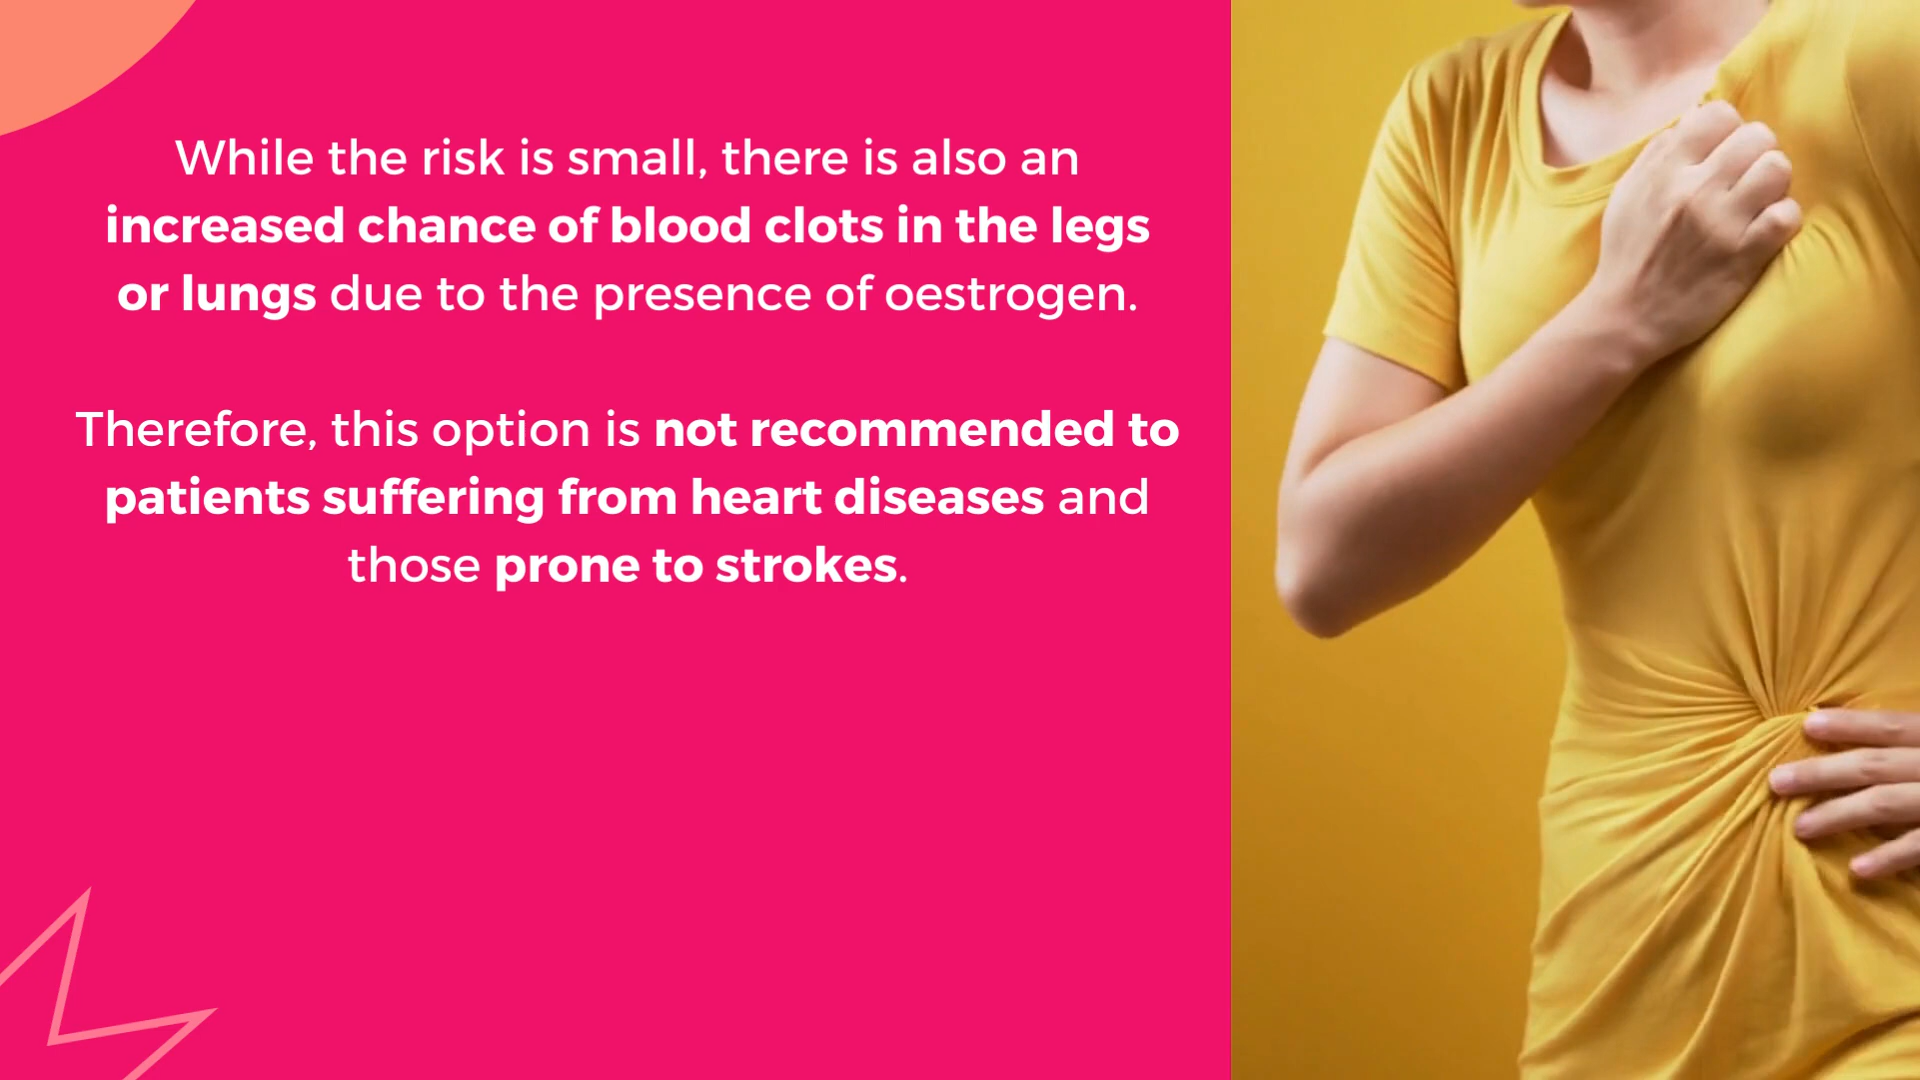 While the risk is small, there is also an
increased chance of blood clots in the legs
or lungs due to the presence of oestrogen.
Therefore, this option is not recommended to
patients suffering from heart diseases and
those prone to strokes.